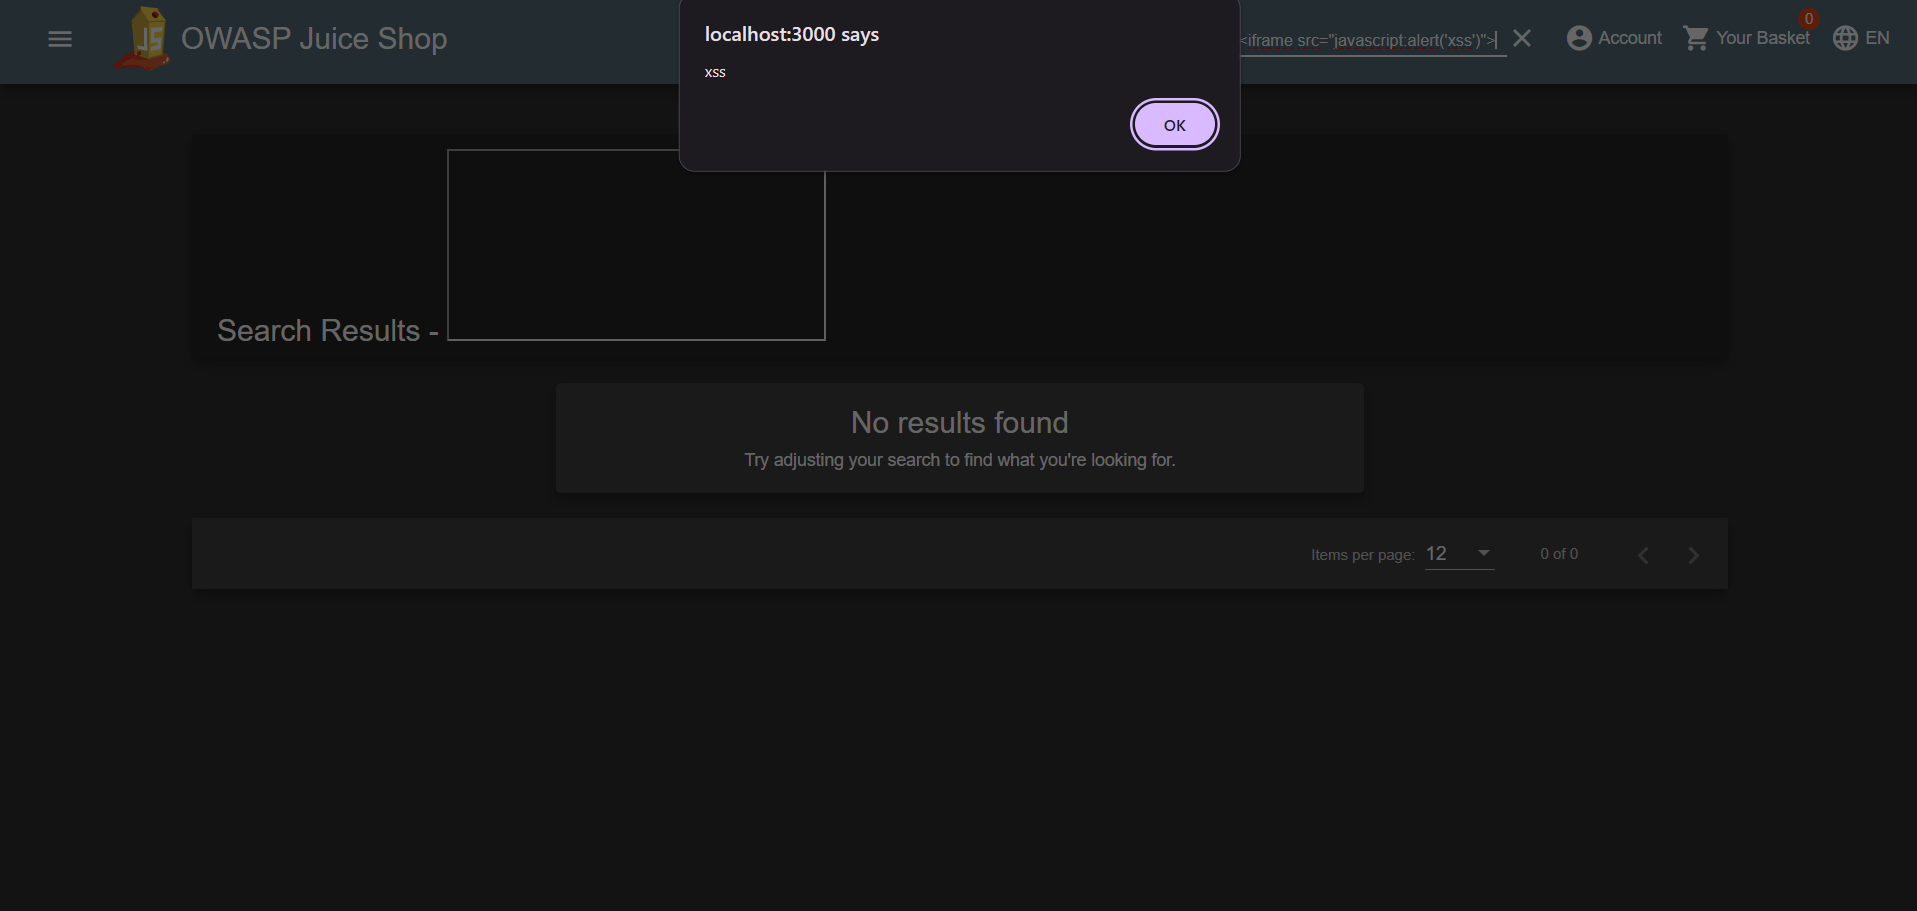 OWASP Juice Shop
localhost:3000 says
xss
OK
<iframe src="javascript:alert('xss')">
Account
0
Your Basket
EN
JS
Search Results -
No results found
Try adjusting your search to find what you're looking for.
Items per page: 12
0 of 0